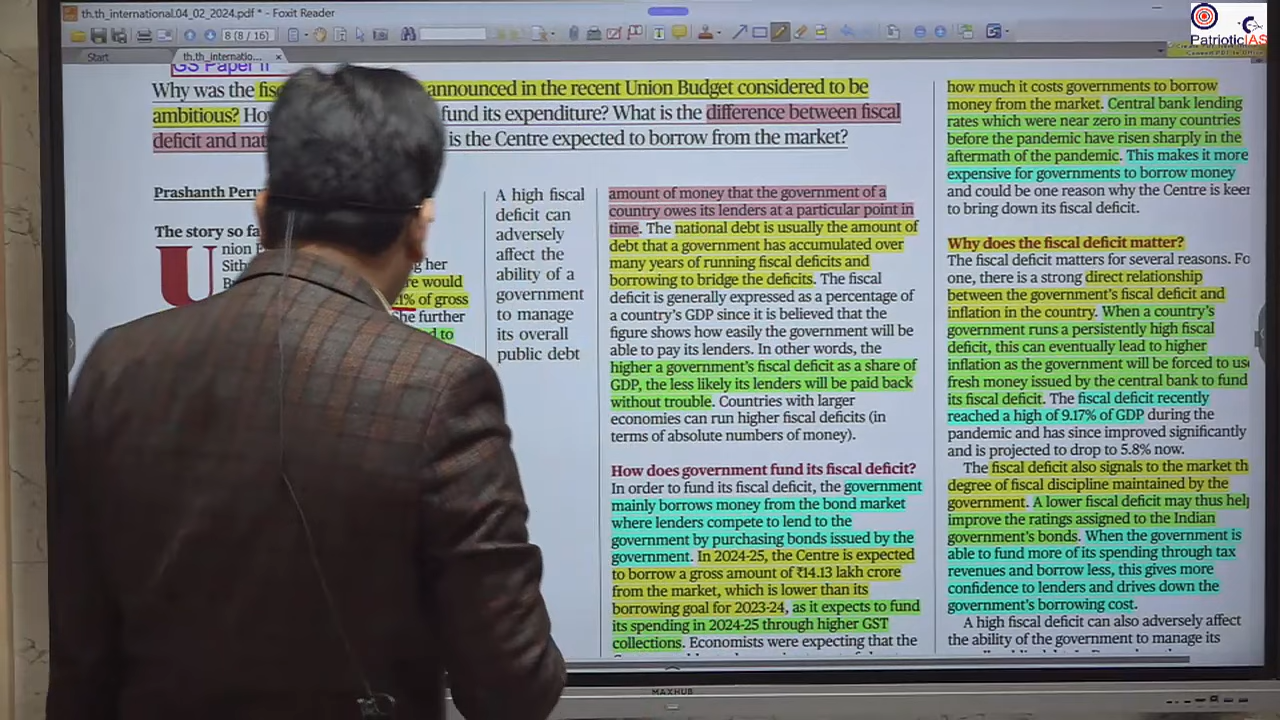 th.th_international.04_02_2024.pdf * - Foxit Reader
PatrioticIAS
8 (8 / 16)
Start
th.th_internatio...
GS Paper II
Why was the announced in the recent Union Budget considered to be
ambitious? fund its expenditure? What is the difference between fiscal
deficit and is the Centre expected to borrow from the market?
Prashanth
The story so
U
nion
her
would
% of gross
she further
to
A high fiscal
deficit can
adversely
affect the
ability of a
government
to manage
its overall
public debt
amount of money that the government of a
country owes its lenders at a particular point in
time. The national debt is usually the amount of
debt that a government has accumulated over
many years of running fiscal deficits and
borrowing to bridge the deficits. The fiscal
deficit is generally expressed as a percentage of
a country's GDP since it is believed that the
figure shows how easily the government will be
able to pay its lenders. In other words, the
higher a government's fiscal deficit as a share of
GDP, the less likely its lenders will be paid back
without trouble. Countries with larger
economies can run higher fiscal deficits (in
terms of absolute numbers of money).
How does government fund its fiscal deficit?
In order to fund its fiscal deficit, the government
mainly borrows money from the bond market
where lenders compete to lend to the
government by purchasing bonds issued by the
government. In 2024-25, the Centre is expected
to borrow a gross amount of ₹14.13 lakh crore
from the market, which is lower than its
borrowing goal for 2023-24, as it expects to fund
its spending in 2024-25 through higher GST
collections. Economists were expecting that the
how much it costs governments to borrow
money from the market. Central bank lending
rates which were near zero in many countries
before the pandemic have risen sharply in the
aftermath of the pandemic. This makes it more
expensive for governments to borrow money
and could be one reason why the Centre is keen
to bring down its fiscal deficit.
Why does the fiscal deficit matter?
The fiscal deficit matters for several reasons. Fo
one, there is a strong direct relationship
between the government's fiscal deficit and
inflation in the country. When a country's
government runs a persistently high fiscal
deficit, this can eventually lead to higher
inflation as the government will be forced to use
fresh money issued by the central bank to fund
its fiscal deficit. The fiscal deficit recently
reached a high of 9.17% of GDP during the
pandemic and has since improved significantly
and is projected to drop to 5.8% now.
The fiscal deficit also signals to the market th
degree of fiscal discipline maintained by the
government. A lower fiscal deficit may thus help
improve the ratings assigned to the Indian
government's bonds. When the government is
able to fund more of its spending through tax
revenues and borrow less, this gives more
confidence to lenders and drives down the
government's borrowing cost.
A high fiscal deficit can also adversely affect
the ability of the government to manage its
MAXHUB